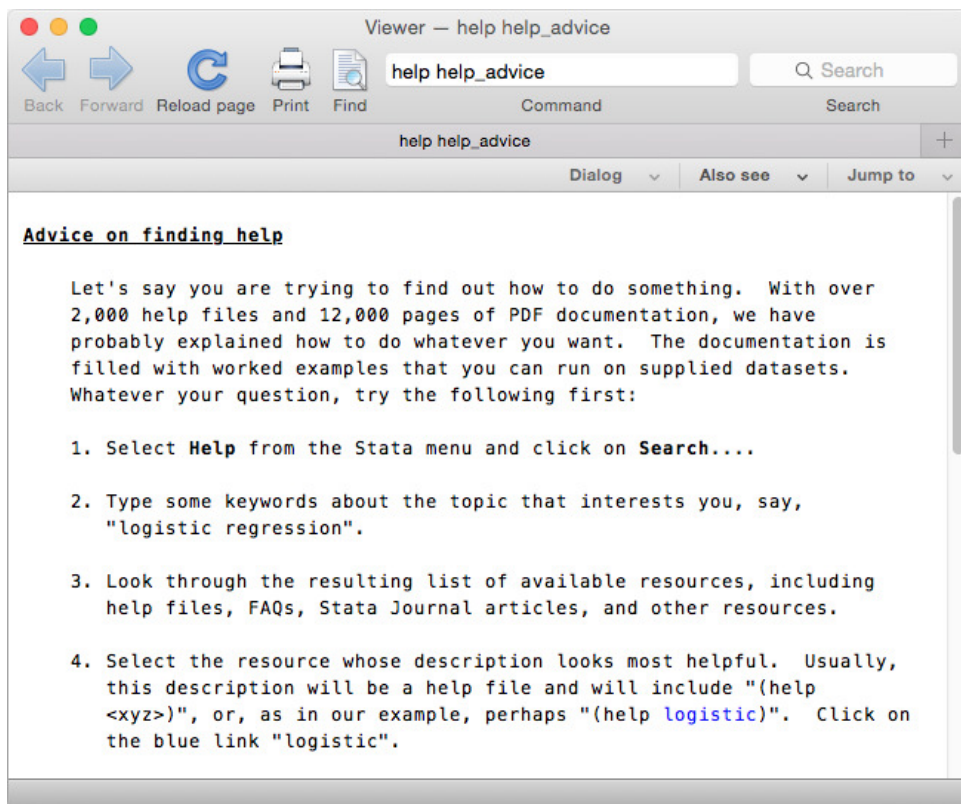 Viewer — help help_advice
help help_advice
Search
Back Forward Reload page Print Find Command Search
help help_advice
Dialog Also see Jump to
Advice on finding help
Let's say you are trying to find out how to do something. With over
2,000 help files and 12,000 pages of PDF documentation, we have
probably explained how to do whatever you want. The documentation is
filled with worked examples that you can run on supplied datasets.
Whatever your question, try the following first:
1. Select Help from the Stata menu and click on Search....
2. Type some keywords about the topic that interests you, say,
"logistic regression".
3. Look through the resulting list of available resources, including
help files, FAQs, Stata Journal articles, and other resources.
4. Select the resource whose description looks most helpful. Usually,
this description will be a help file and will include "(help
<xyz>)", or, as in our example, perhaps "(help logistic)". Click on
the blue link "logistic".